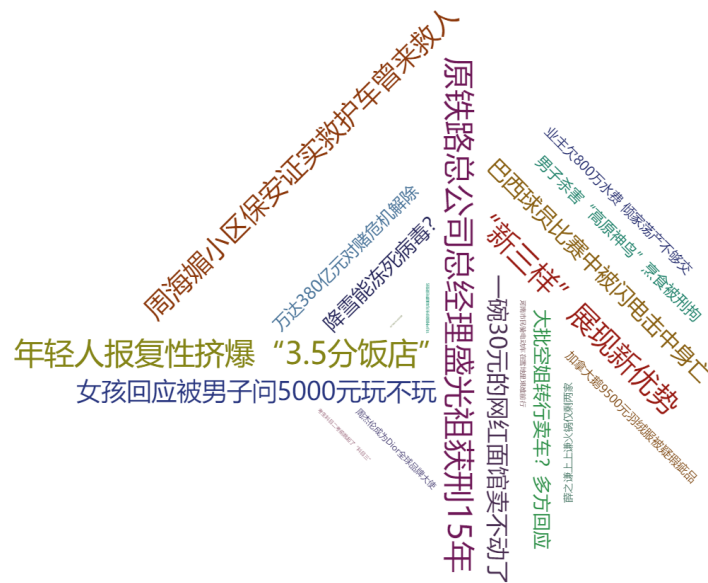 周海媚小区保安证实救护车曾来救人
原铁路总公司总经理盛光祖获刑15年
业主欠800万水费 倾家荡产不够交
男子杀害“高原神鸟”烹食被刑拘
巴西球员比赛中被闪电击中身亡
万达380亿元对赌危机解除
降雪能冻死病毒？
“新三样”展现新优势
一碗30元的网红面馆卖不动了
大批空姐转行卖车？多方回应
年轻人报复性挤爆“3.5分饭店”
女孩回应被男子问5000元玩不玩
加拿大鹅9500元羽绒服被疑瑕疵品
周杰伦成为Dior全球品牌大使